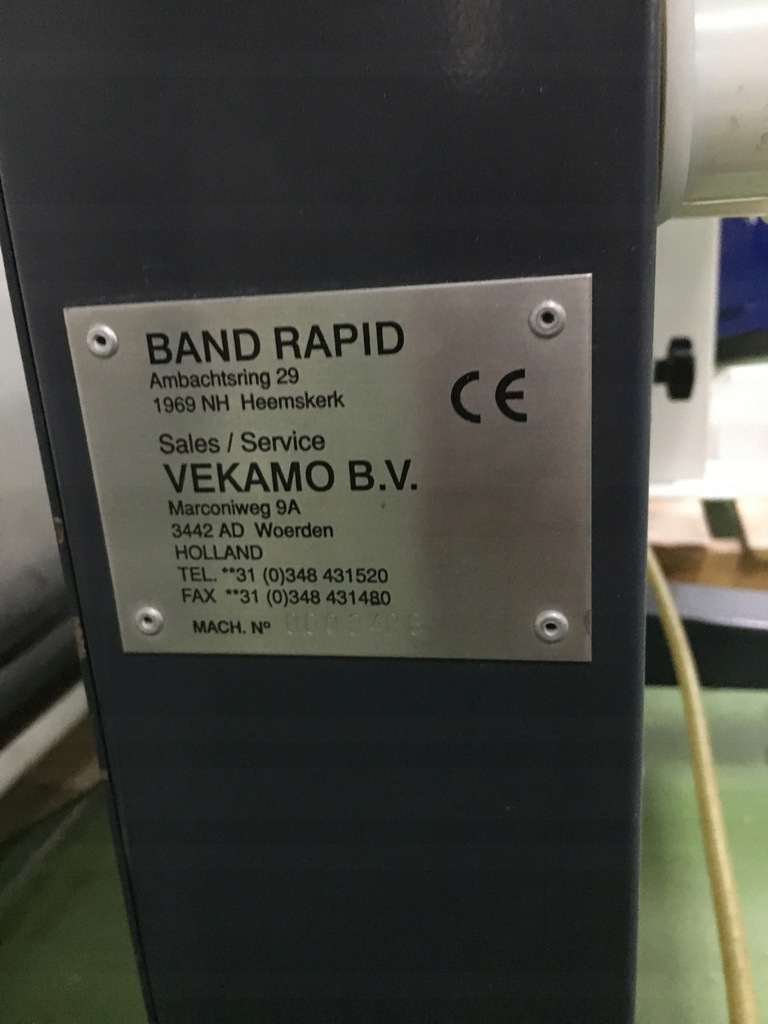 BAND RAPID
Ambachtsring 29
1969 NH Heemskerk
CE
Sales / Service
VEKAMO B.V.
Marconiweg 9A
3442 AD Woerden
HOLLAND
TEL. **31 (0)348 431520
FAX **31 (0)348 431480
MACH. Nº